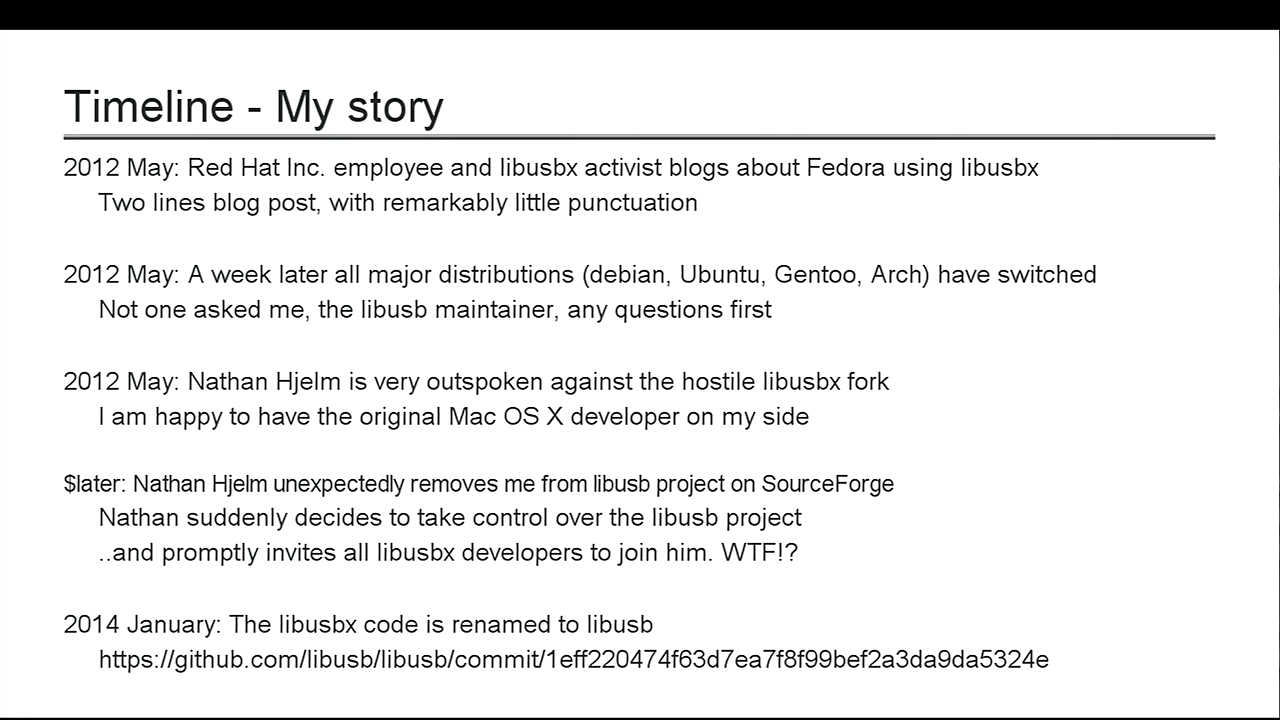 Timeline - My story
2012 May: Red Hat Inc. employee and libusbx activist blogs about Fedora using libusbx
Two lines blog post, with remarkably little punctuation
2012 May: A week later all major distributions (debian, Ubuntu, Gentoo, Arch) have switched
Not one asked me, the libusb maintainer, any questions first
2012 May: Nathan Hjelm is very outspoken against the hostile libusbx fork
I am happy to have the original Mac OS X developer on my side
$later: Nathan Hjelm unexpectedly removes me from libusb project on SourceForge
Nathan suddenly decides to take control over the libusb project
..and promptly invites all libusbx developers to join him. WTF!?
2014 January: The libusbx code is renamed to libusb
https://github.com/libusb/libusb/commit/1eff220474f63d7ea7f8f99bef2a3da9da5324e